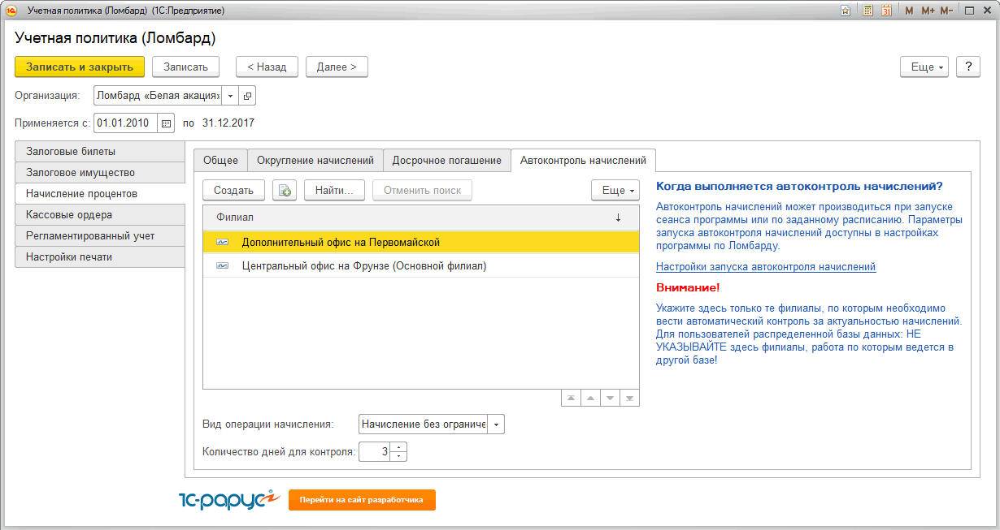 Учетная политика (Ломбард) (1С:Предприятие)
31
M M+ M-
Учетная политика (Ломбард)
Записать и закрыть
Записать
< Назад
Далее >
Еще
?
Организация:
Ломбард «Белая акация»
Применяется с:
01.01.2010
по 31.12.2017
Залоговые билеты
Залоговое имущество
Начисление процентов
Кассовые ордера
Регламентированный учет
Настройки печати
Общее
Округление начислений
Досрочное погашение
Автоконтроль начислений
Создать
Найти...
Отменить поиск
Еще
Филиал ↓
Дополнительный офис на Первомайской
Центральный офис на Фрунзе (Основной филиал)
Вид операции начисления:
Начисление без ограниче
Количество дней для контроля:
3
Когда выполняется автоконтроль начислений?
Автоконтроль начислений может производиться при запуске
сеанса программы или по заданному расписанию. Параметры
запуска автоконтроля начислений доступны в настройках
программы по Ломбарду.
Настройки запуска автоконтроля начислений
Внимание!
Укажите здесь только те филиалы, по которым необходимо
вести автоматический контроль за актуальностью начислений.
Для пользователей распределенной базы данных: НЕ
УКАЗЫВАЙТЕ здесь филиалы, работа по которым ведется в
другой базе!
1С-рарус
Перейти на сайт разработчика